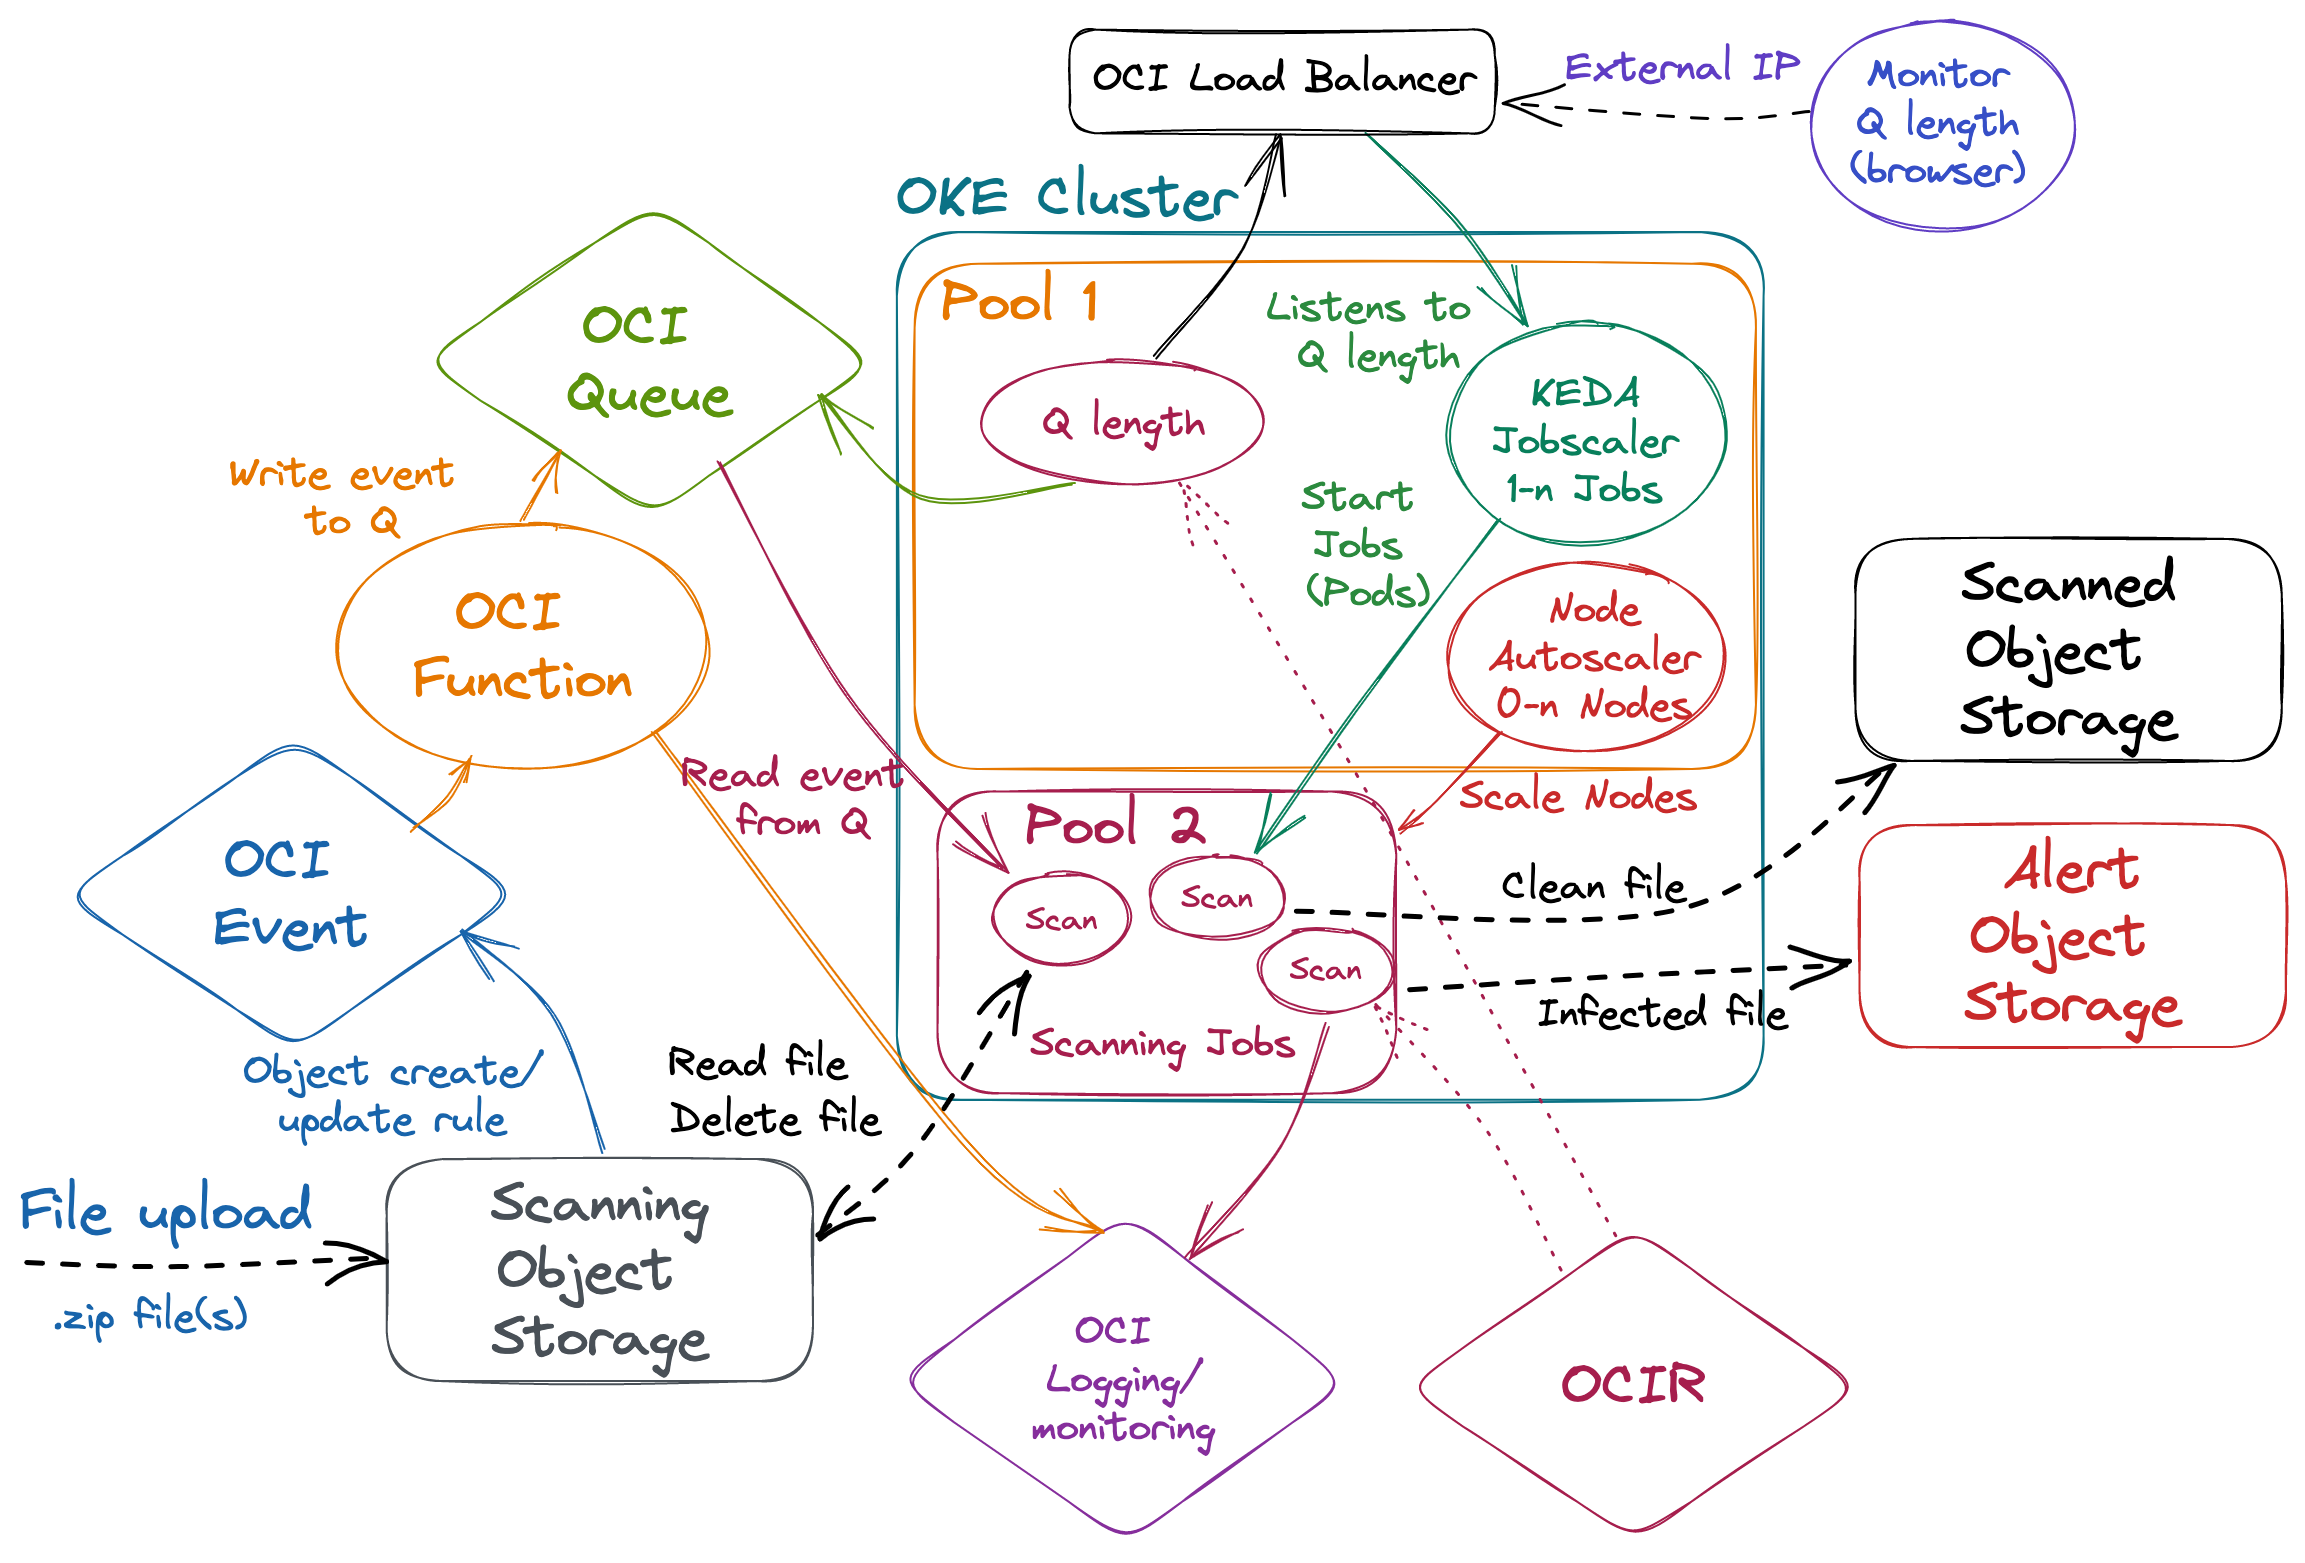 OCI Load Balancer
External IP
Monitor
Q length
(browser)
OKE Cluster
Pool 1
Listens to
Q length
OCI
Queue
Q length
KEDA
Jobscaler
1-n Jobs
Write event
to Q
Start
Jobs
(Pods)
OCI
Function
Node
Autoscaler
0-n Nodes
Scanned
Object
Storage
Read event
from Q
Scale Nodes
Pool 2
Scan
Scan
Scan
Scanning Jobs
Clean file
Infected file
Alert
Object
Storage
OCI
Event
Object create/
update rule
Read file
Delete file
File upload
.zip file(s)
Scanning
Object
Storage
OCI
Logging/
monitoring
OCIR